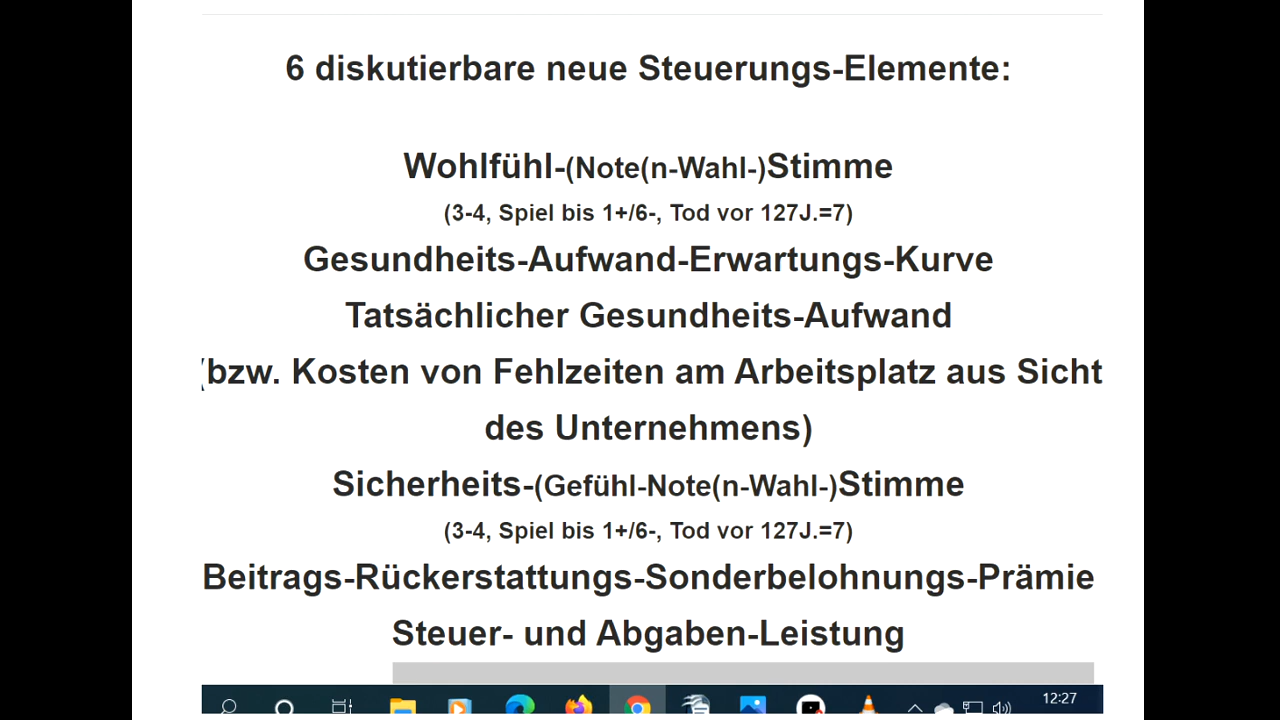 6 diskutierbare neue Steuerungs-Elemente:
Wohlfühl-(Note(n-Wahl-)Stimme
(3-4, Spiel bis 1+/6-, Tod vor 127J.=7)
Gesundheits-Aufwand-Erwartungs-Kurve
Tatsächlicher Gesundheits-Aufwand
(bzw. Kosten von Fehlzeiten am Arbeitsplatz aus Sicht
des Unternehmens)
Sicherheits-(Gefühl-Note(n-Wahl-)Stimme
(3-4, Spiel bis 1+/6-, Tod vor 127J.=7)
Beitrags-Rückerstattungs-Sonderbelohnungs-Prämie
Steuer- und Abgaben-Leistung
12:27